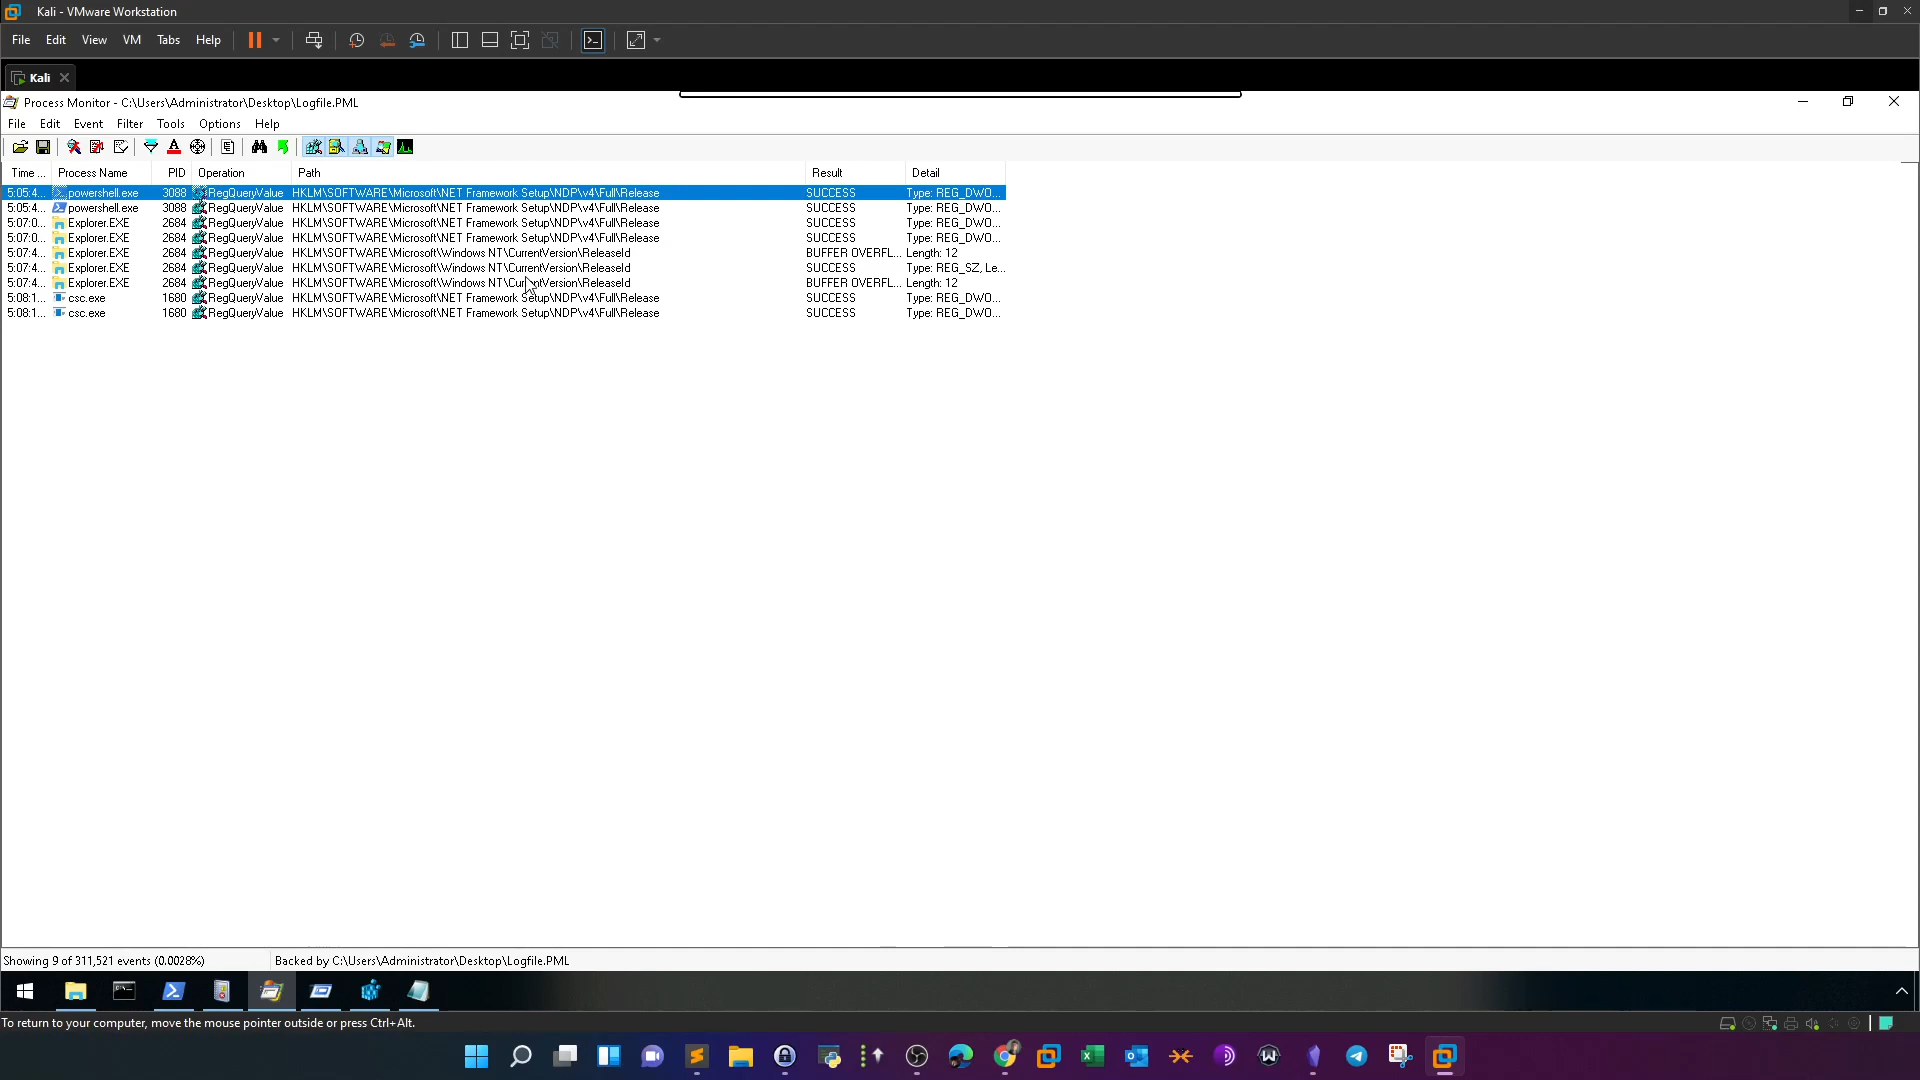 Kali - VMware Workstation
File Edit View VM Tabs Help
Kali
Process Monitor - C:\Users\Administrator\Desktop\Logfile.PML
File Edit Event Filter Tools Options Help
Time ... Process Name PID Operation Path Result Detail
5:05:4... powershell.exe 3088 RegQueryValue HKLM\SOFTWARE\Microsoft\NET Framework Setup\NDP\v4\Full\Release SUCCESS Type: REG_DWO...
5:05:4... powershell.exe 3088 RegQueryValue HKLM\SOFTWARE\Microsoft\NET Framework Setup\NDP\v4\Full\Release SUCCESS Type: REG_DWO...
5:07:0... Explorer.EXE 2684 RegQueryValue HKLM\SOFTWARE\Microsoft\NET Framework Setup\NDP\v4\Full\Release SUCCESS Type: REG_DWO...
5:07:0... Explorer.EXE 2684 RegQueryValue HKLM\SOFTWARE\Microsoft\NET Framework Setup\NDP\v4\Full\Release SUCCESS Type: REG_DWO...
5:07:4... Explorer.EXE 2684 RegQueryValue HKLM\SOFTWARE\Microsoft\Windows NT\CurrentVersion\ReleaseId BUFFER OVERFL... Length: 12
5:07:4... Explorer.EXE 2684 RegQueryValue HKLM\SOFTWARE\Microsoft\Windows NT\CurrentVersion\ReleaseId SUCCESS Type: REG_SZ, Le...
5:07:4... Explorer.EXE 2684 RegQueryValue HKLM\SOFTWARE\Microsoft\Windows NT\CurrentVersion\ReleaseId BUFFER OVERFL... Length: 12
5:08:1... csc.exe 1680 RegQueryValue HKLM\SOFTWARE\Microsoft\NET Framework Setup\NDP\v4\Full\Release SUCCESS Type: REG_DWO...
5:08:1... csc.exe 1680 RegQueryValue HKLM\SOFTWARE\Microsoft\NET Framework Setup\NDP\v4\Full\Release SUCCESS Type: REG_DWO...
Showing 9 of 311,521 events (0.0028%) Backed by C:\Users\Administrator\Desktop\Logfile.PML
To return to your computer, move the mouse pointer outside or press Ctrl+Alt.